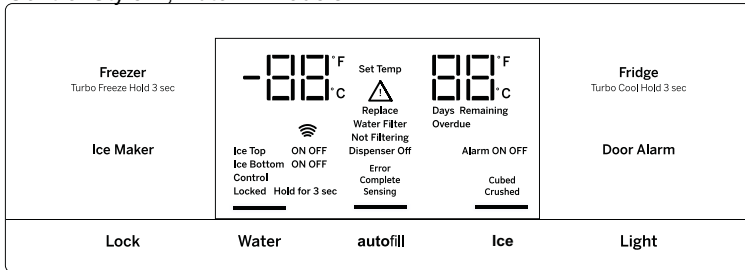 Freezer
Turbo Freeze Hold 3 sec
Ice Maker
-88 °F °C
Set Temp
Replace
Water Filter
Not Filtering
Dispenser Off
Error
Complete
Sensing
88 °F °C
Days Remaining
Overdue
Ice Top ON OFF
Ice Bottom ON OFF
Control
Locked Hold for 3 sec
Alarm ON OFF
Cubed
Crushed
Fridge
Turbo Cool Hold 3 sec
Door Alarm
Lock
Water
autofill
Ice
Light